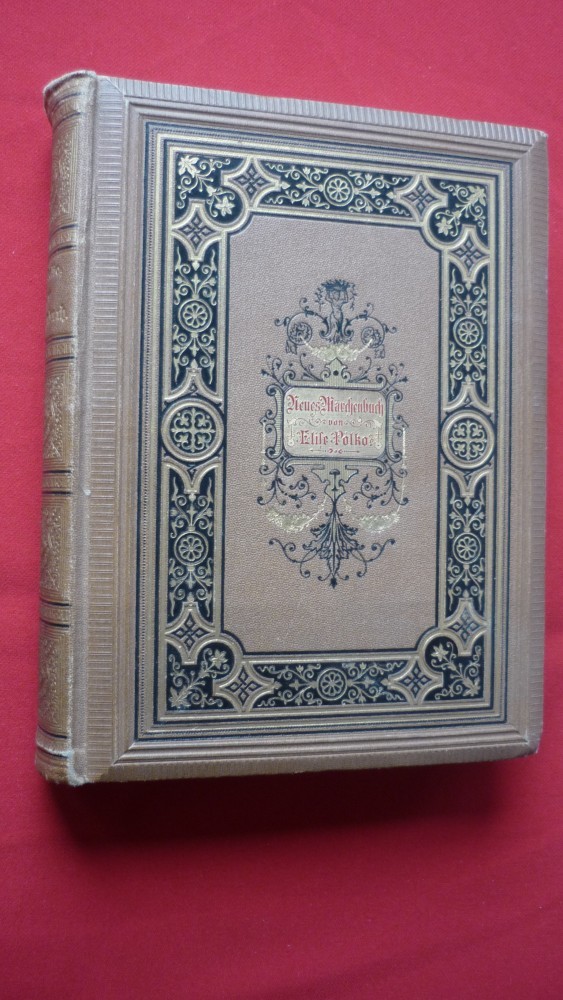 Neues Märchenbuch
von
Elise Polko